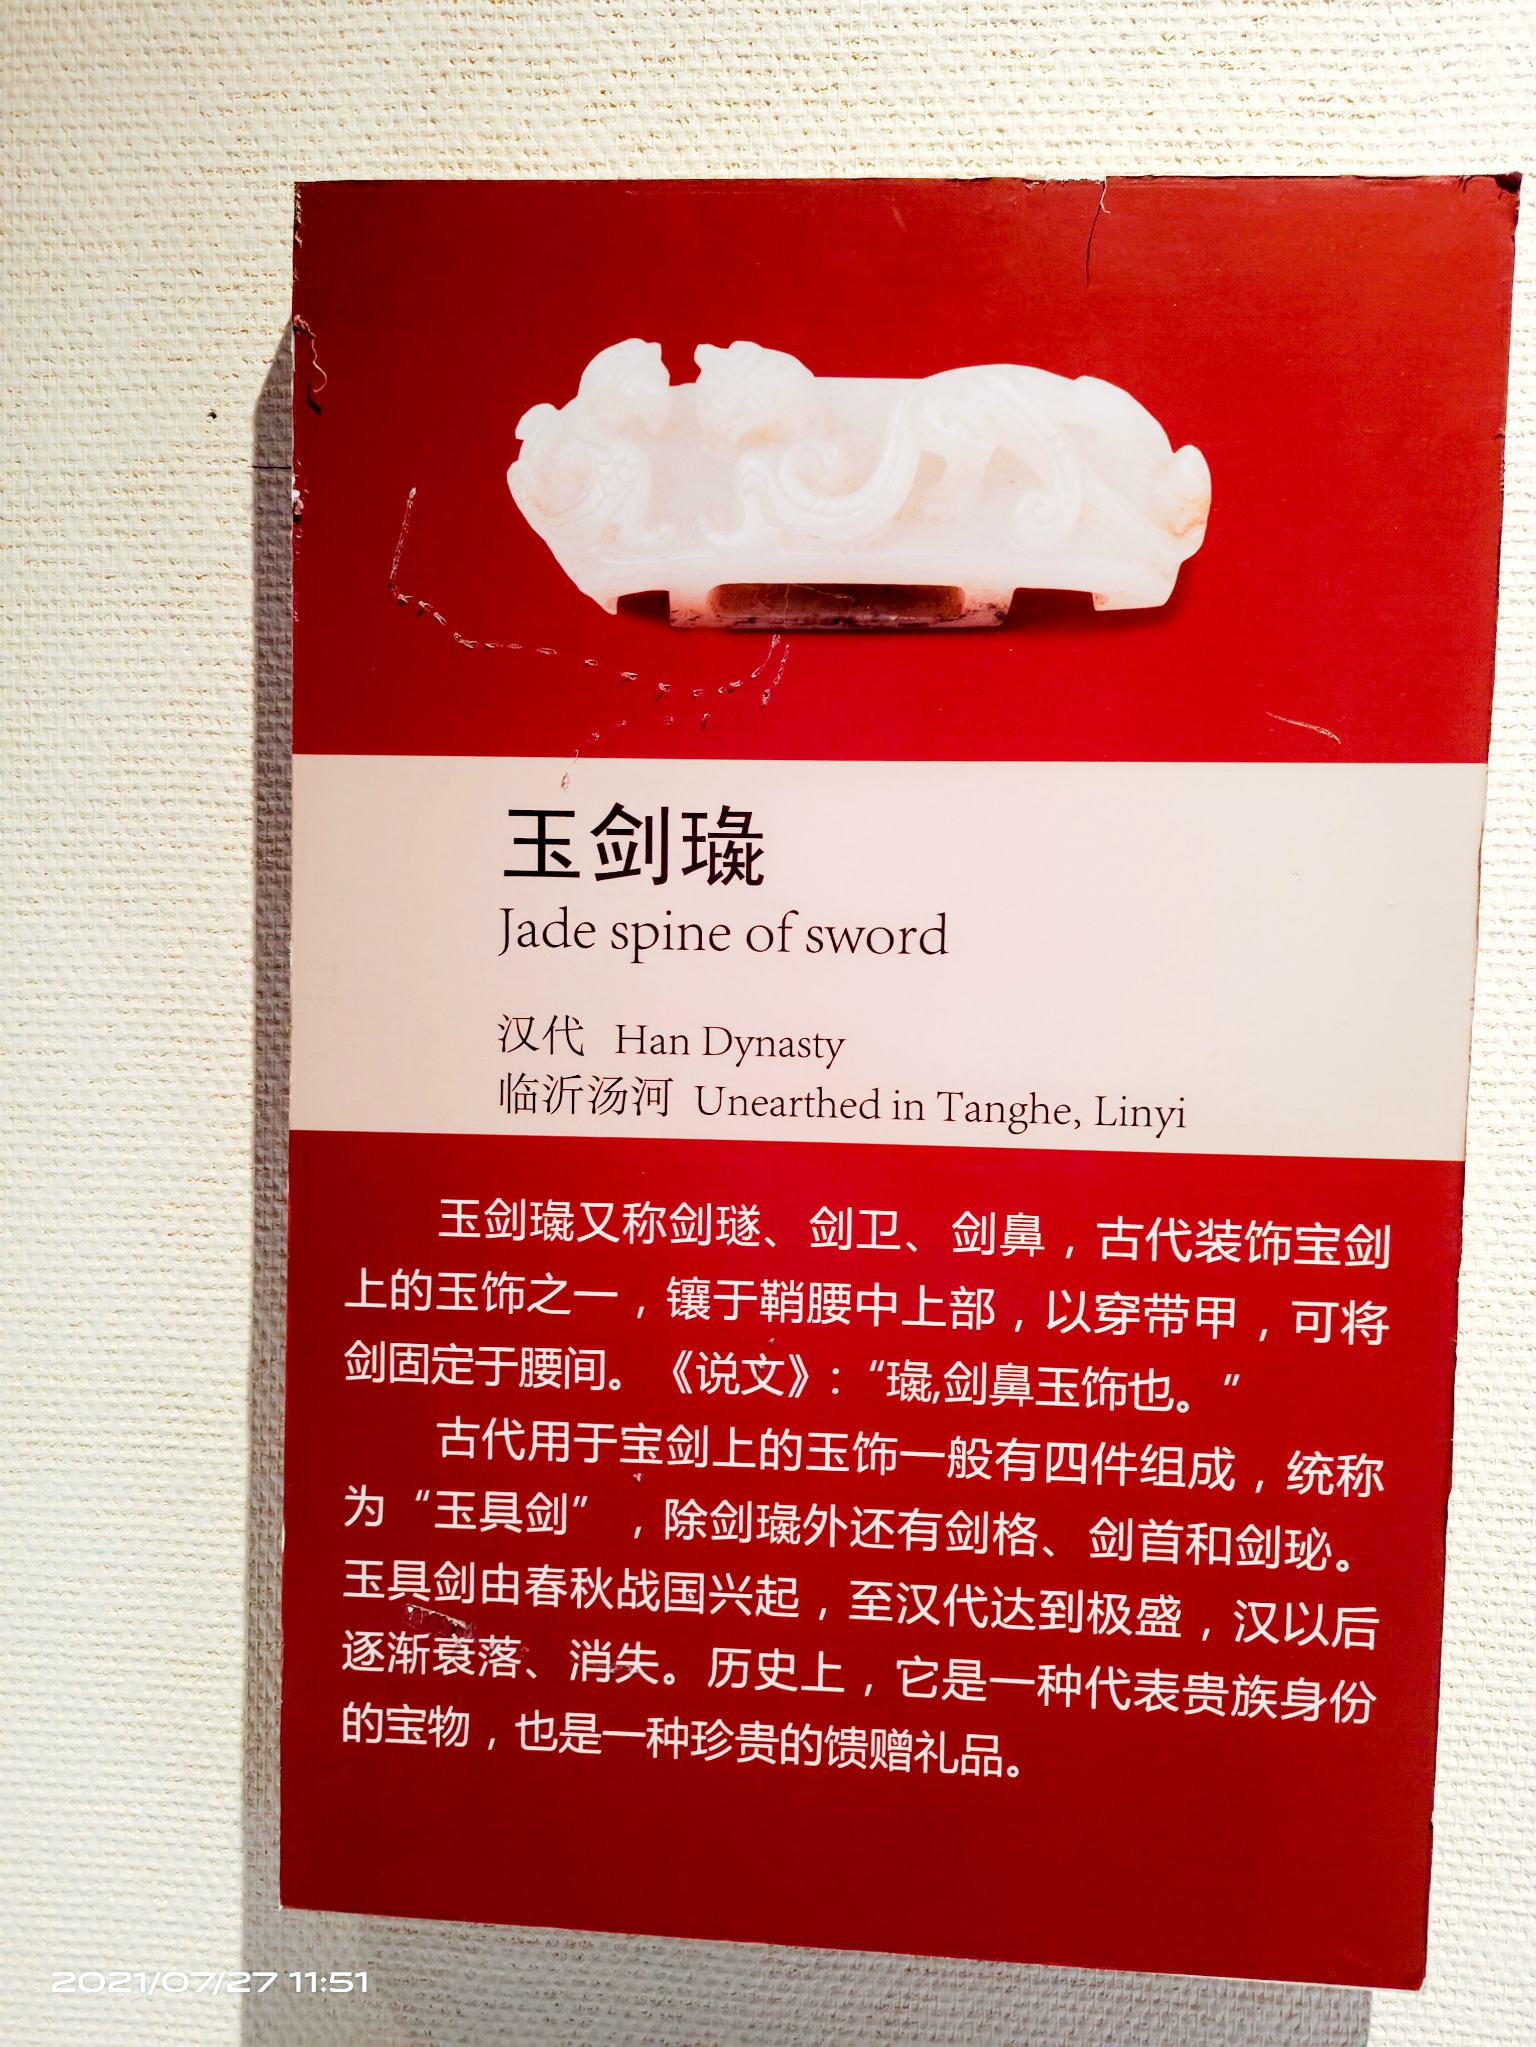 玉剑璏
Jade spine of sword
汉代 Han Dynasty
临沂汤河 Unearthed in Tanghe, Linyi
玉剑璏又称剑璲、剑卫、剑鼻，古代装饰宝剑
上的玉饰之一，镶于鞘腰中上部，以穿带甲，可将
剑固定于腰间。《说文》：“璏,剑鼻玉饰也。”
古代用于宝剑上的玉饰一般有四件组成，统称
为“玉具剑”，除剑璏外还有剑格、剑首和剑珌。
玉具剑由春秋战国兴起，至汉代达到极盛，汉以后
逐渐衰落、消失。历史上，它是一种代表贵族身份
的宝物，也是一种珍贵的馈赠礼品。
2021/07/27 11:51